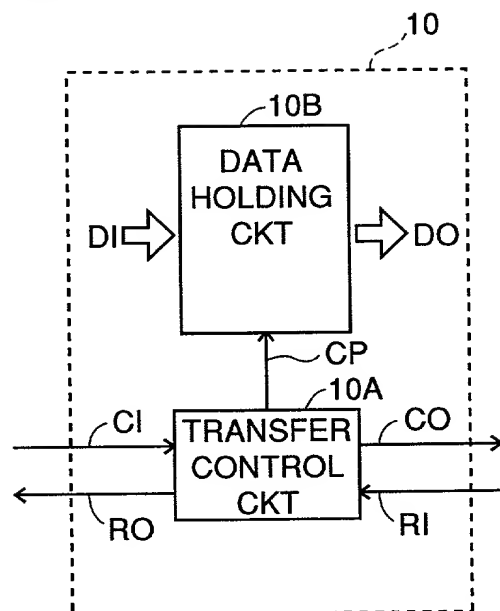 10
10B
DATA
HOLDING
CKT
DI
DO
CP
10A
CI
TRANSFER
CONTROL
CKT
CO
RO
RI